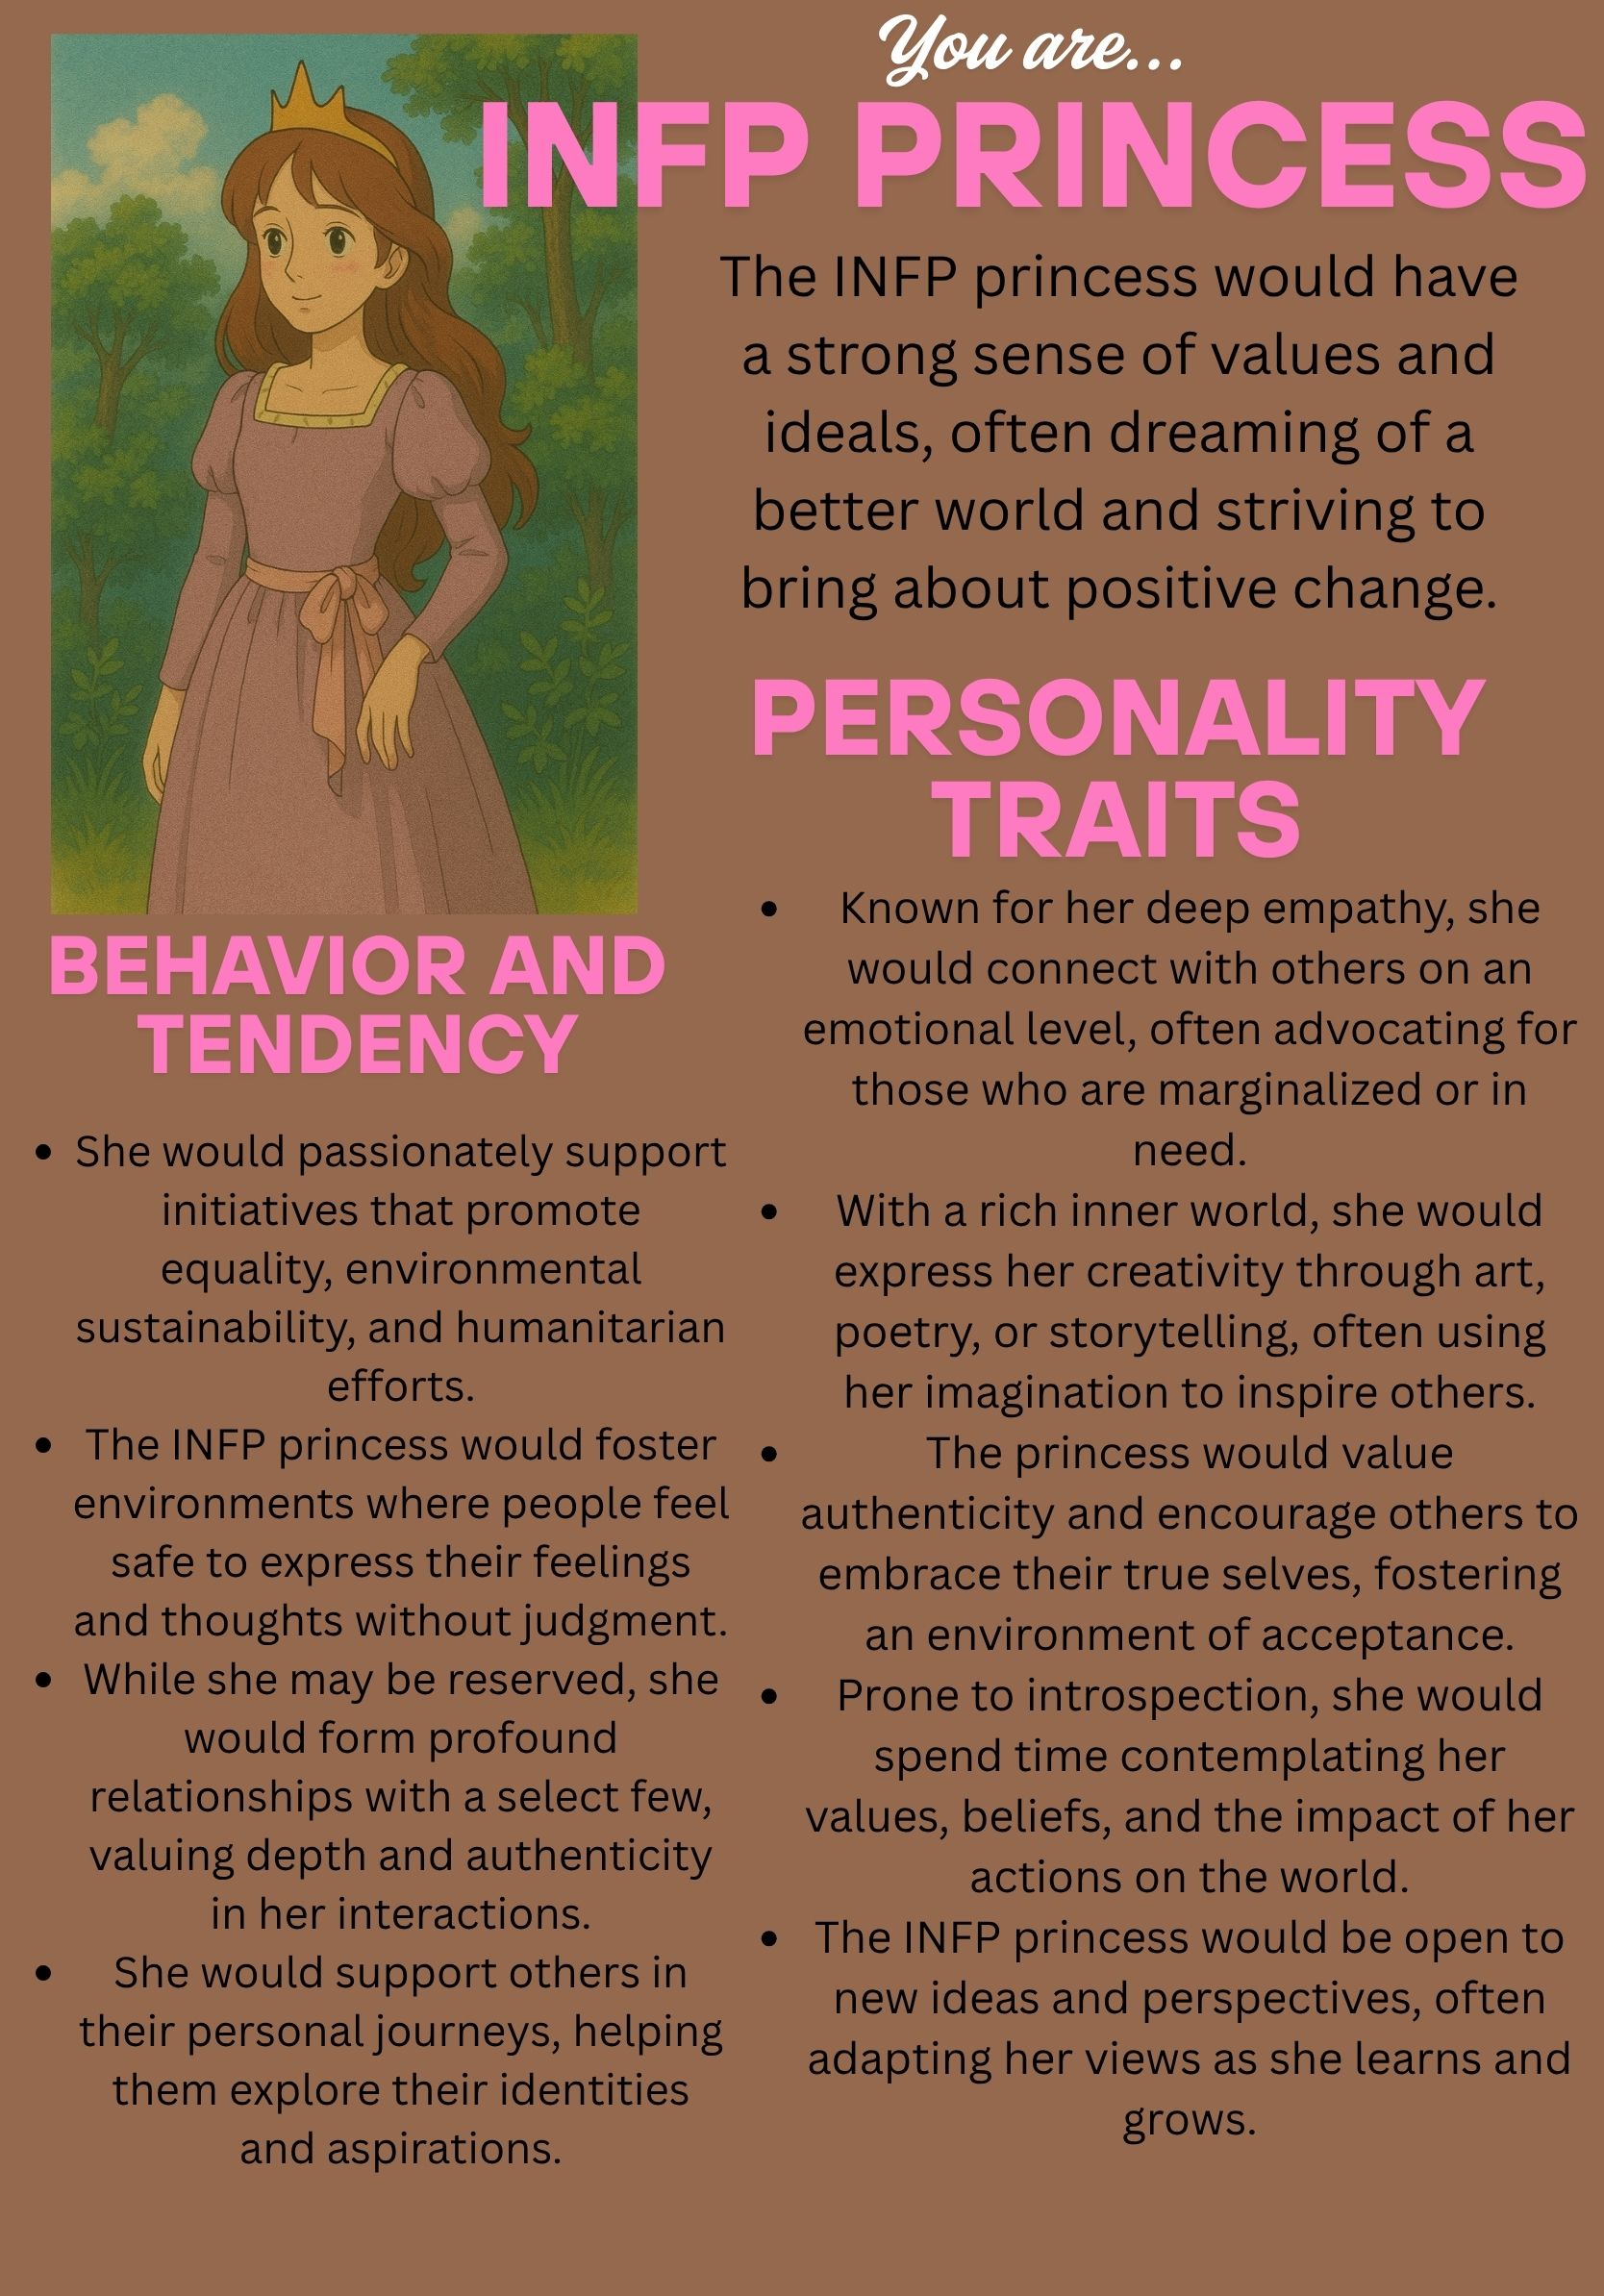 You are...
INFP PRINCESS
The INFP princess would have
a strong sense of values and
ideals, often dreaming of a
better world and striving to
bring about positive change.
PERSONALITY
TRAITS
• Known for her deep empathy, she
would connect with others on an
emotional level, often advocating for
those who are marginalized or in
need.
• With a rich inner world, she would
express her creativity through art,
poetry, or storytelling, often using
her imagination to inspire others.
• The princess would value
authenticity and encourage others to
embrace their true selves, fostering
an environment of acceptance.
• Prone to introspection, she would
spend time contemplating her
values, beliefs, and the impact of her
actions on the world.
• The INFP princess would be open to
new ideas and perspectives, often
adapting her views as she learns and
grows.
BEHAVIOR AND
TENDENCY
• She would passionately support
initiatives that promote
equality, environmental
sustainability, and humanitarian
efforts.
• The INFP princess would foster
environments where people feel
safe to express their feelings
and thoughts without judgment.
• While she may be reserved, she
would form profound
relationships with a select few,
valuing depth and authenticity
in her interactions.
• She would support others in
their personal journeys, helping
them explore their identities
and aspirations.